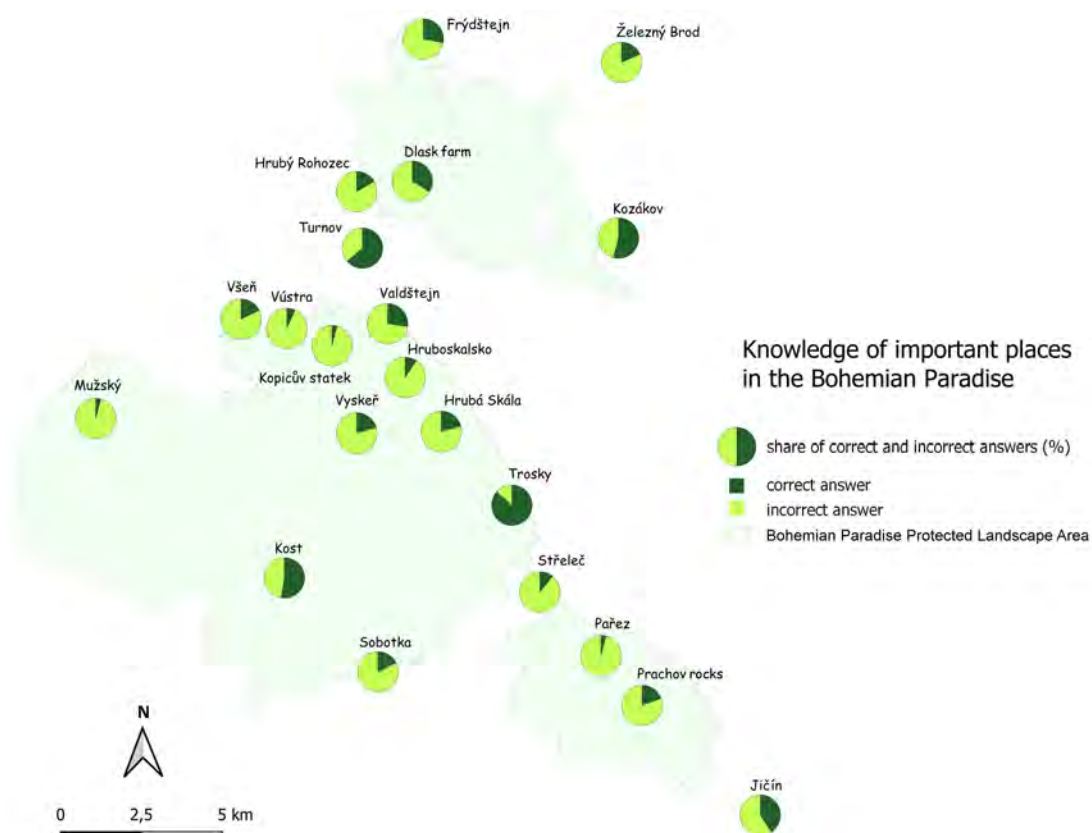 Frýdštejn
Železný Brod
Dlask farm
Hrubý Rohozec
Kozákov
Turnov
Všeň
Vústra
Valdštejn
Hruboskalsko
Kopicův statek
Mužský
Vyskeř
Hrubá Skála
Knowledge of important places
in the Bohemian Paradise
share of correct and incorrect answers (%)
correct answer
incorrect answer
Bohemian Paradise Protected Landscape Area
Trosky
Kost
Střeleč
Pařez
Sobotka
Prachov rocks
N
Jičín
0 2,5 5 km